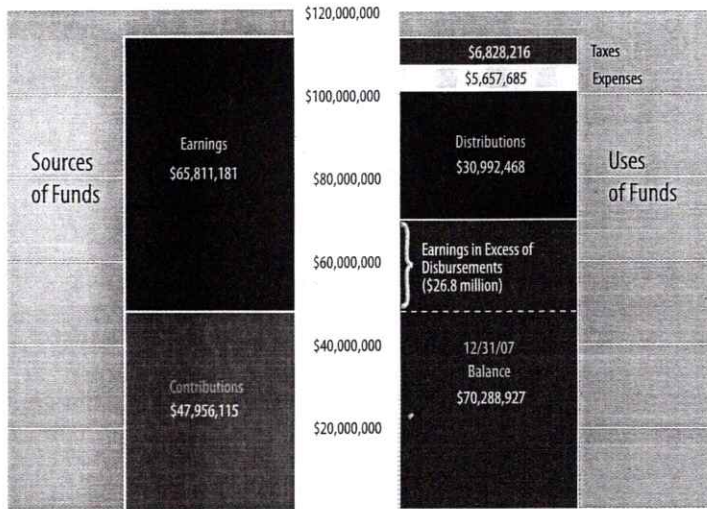 $120,000,000
$6,828,216
Taxes
$5,657,685
Expenses
$100,000,000
Earnings
$65,811,181
Distributions
$30,992,468
Sources
of Funds
Uses
of Funds
$80,000,000
Earnings in Excess of
Disbursements
($26.8 million)
$60,000,000
$40,000,000
12/31/07
Balance
$70,288,927
Contributions
$47,956,115
$20,000,000